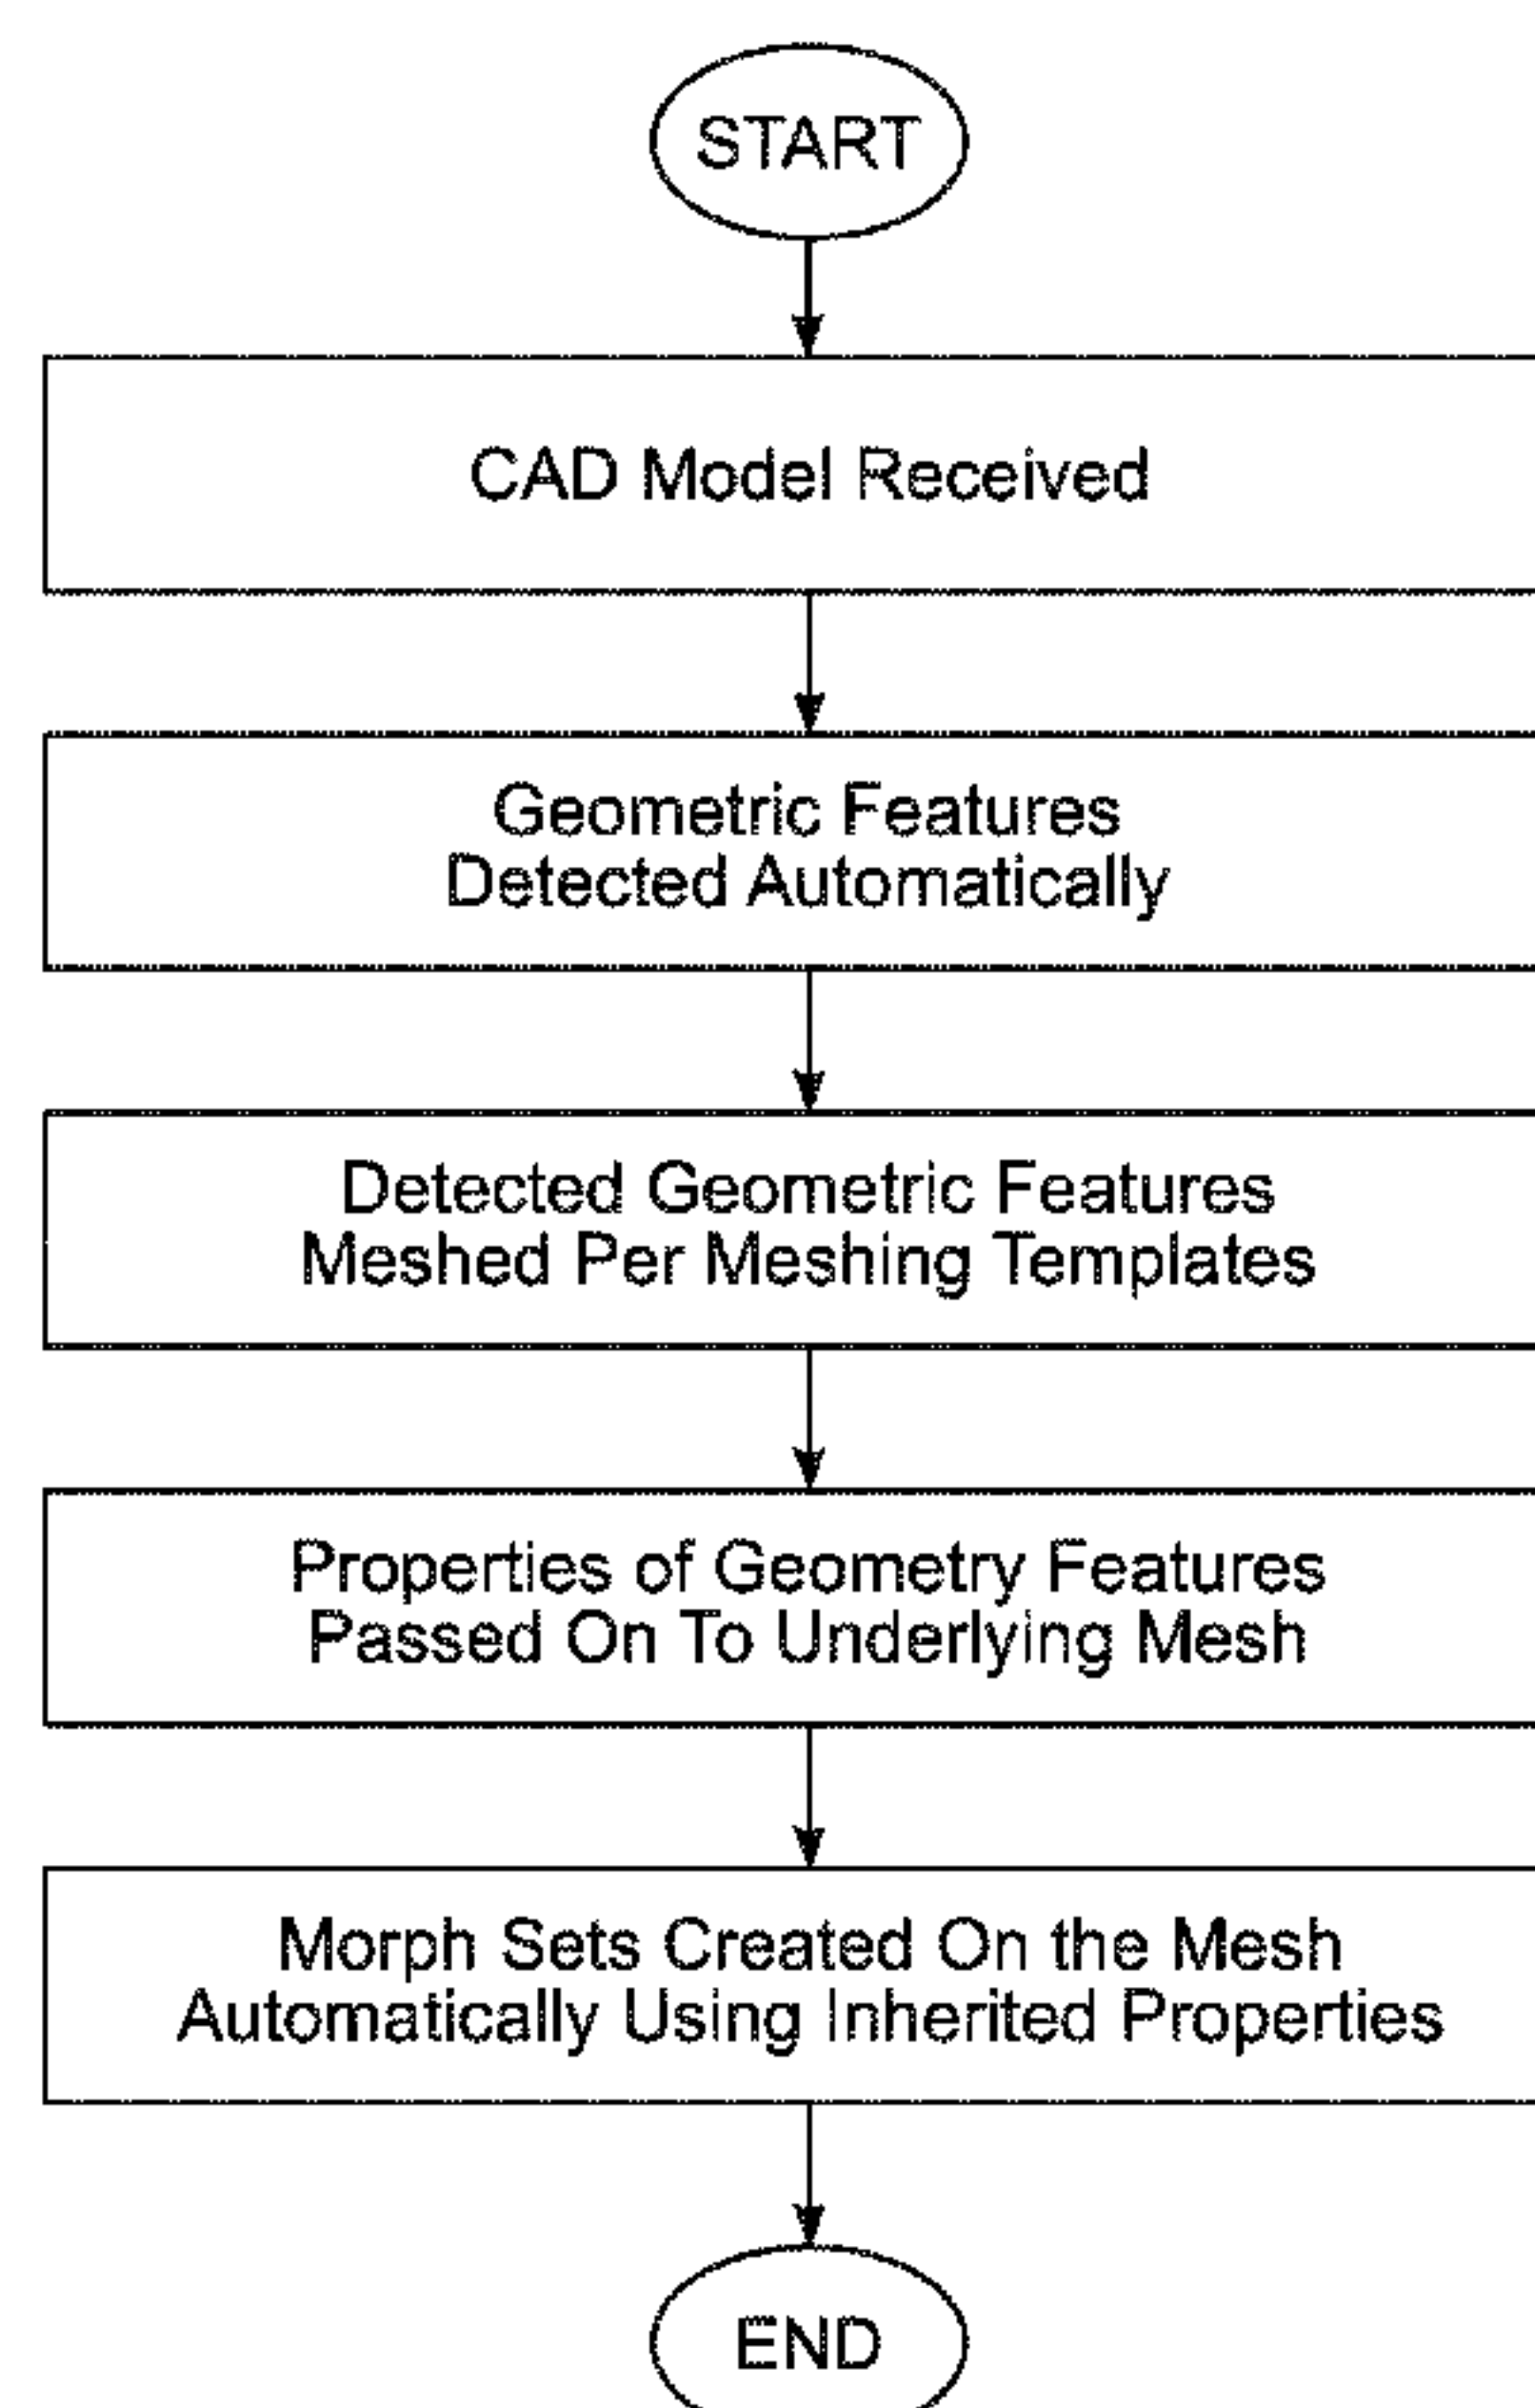 START
CAD Model Received
Geometric Features
Detected Automatically
Detected Geometric Features
Meshed Per Meshing Templates
Properties of Geometry Features
Passed On To Underlying Mesh
Morph Sets Created On the Mesh
Automatically Using Inherited Properties
END